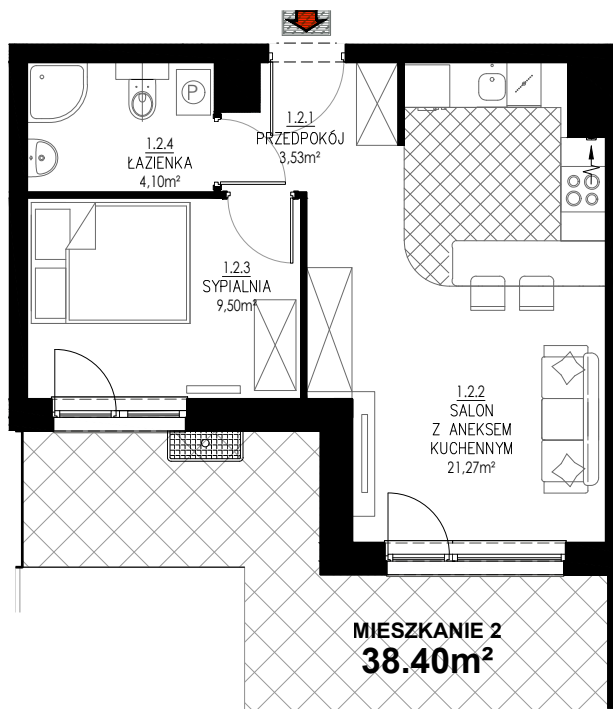 1.2.1
PRZEDPOKÓJ
3,53m²
P
1.2.4
ŁAZIENKA
4,10m²
1.2.3
SYPIALNIA
9,50m²
1.2.2
SALON
Z ANEKSEM
KUCHENNYM
21,27m²
MIESZKANIE 2
38.40m²